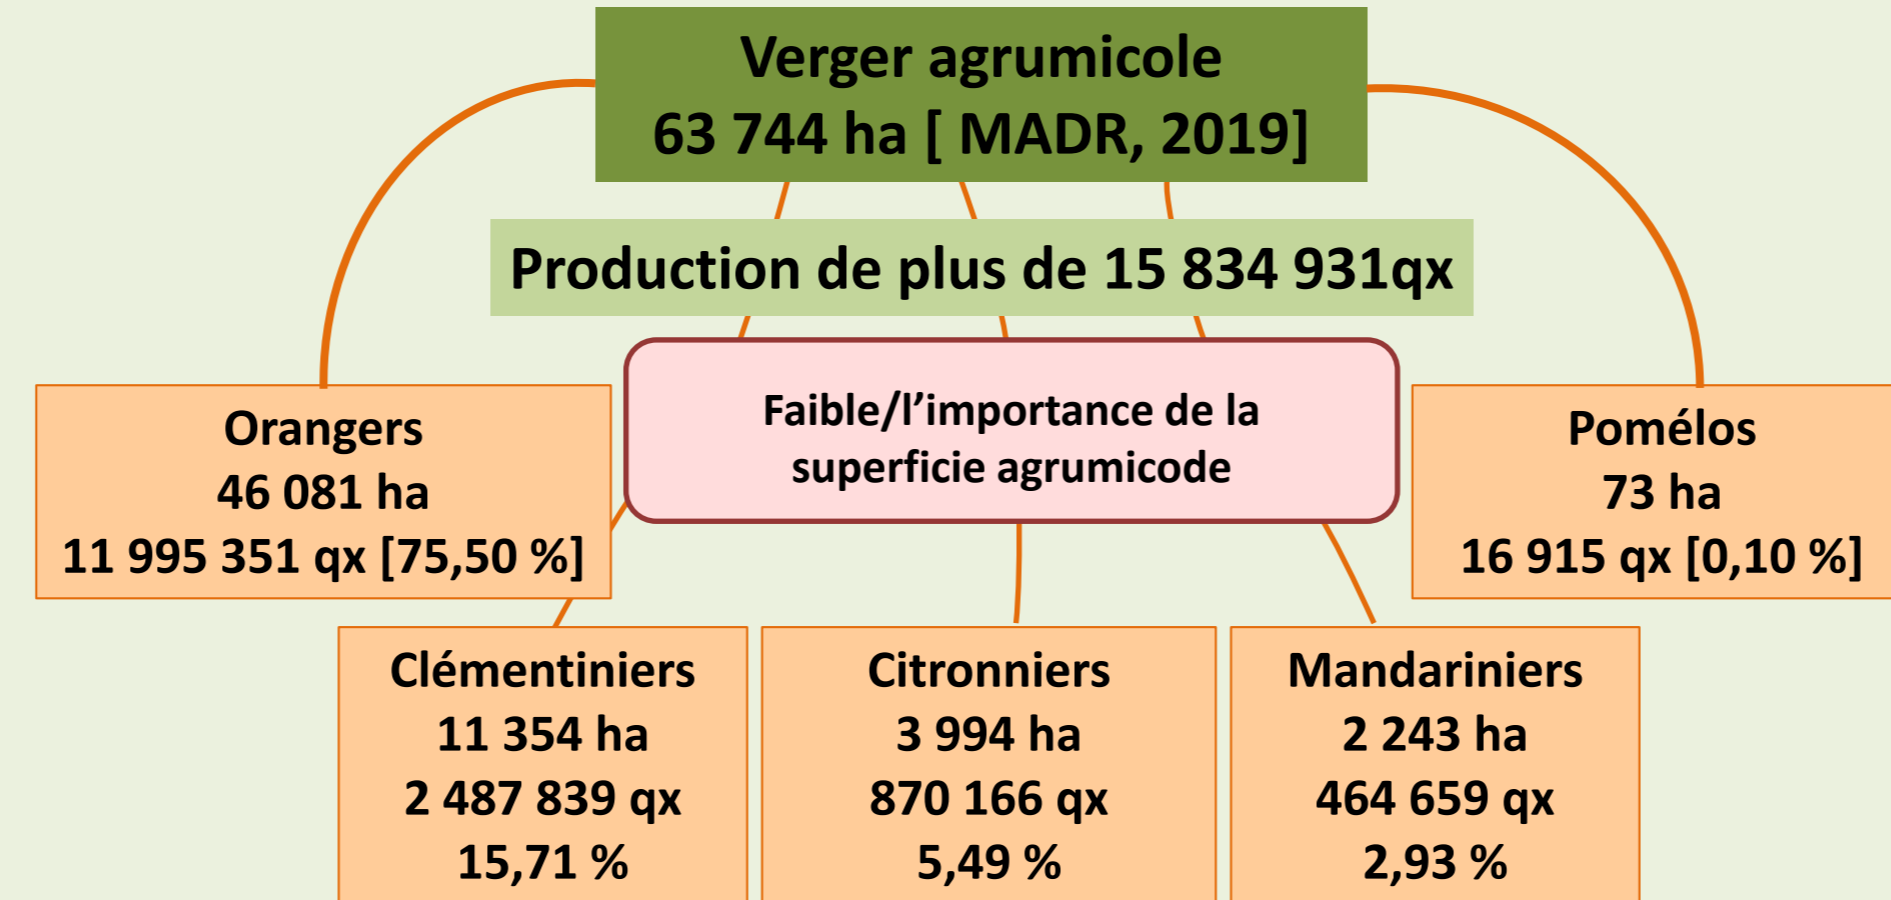 Verger agrumicole
63 744 ha [ MADR, 2019]
Production de plus de 15 834 931qx
Faible/l’importance de la
superficie agrumicode
Orangers
46 081 ha
11 995 351 qx [75,50 %]
Pomélos
73 ha
16 915 qx [0,10 %]
Clémentiniers
11 354 ha
2 487 839 qx
15,71 %
Citronniers
3 994 ha
870 166 qx
5,49 %
Mandariniers
2 243 ha
464 659 qx
2,93 %